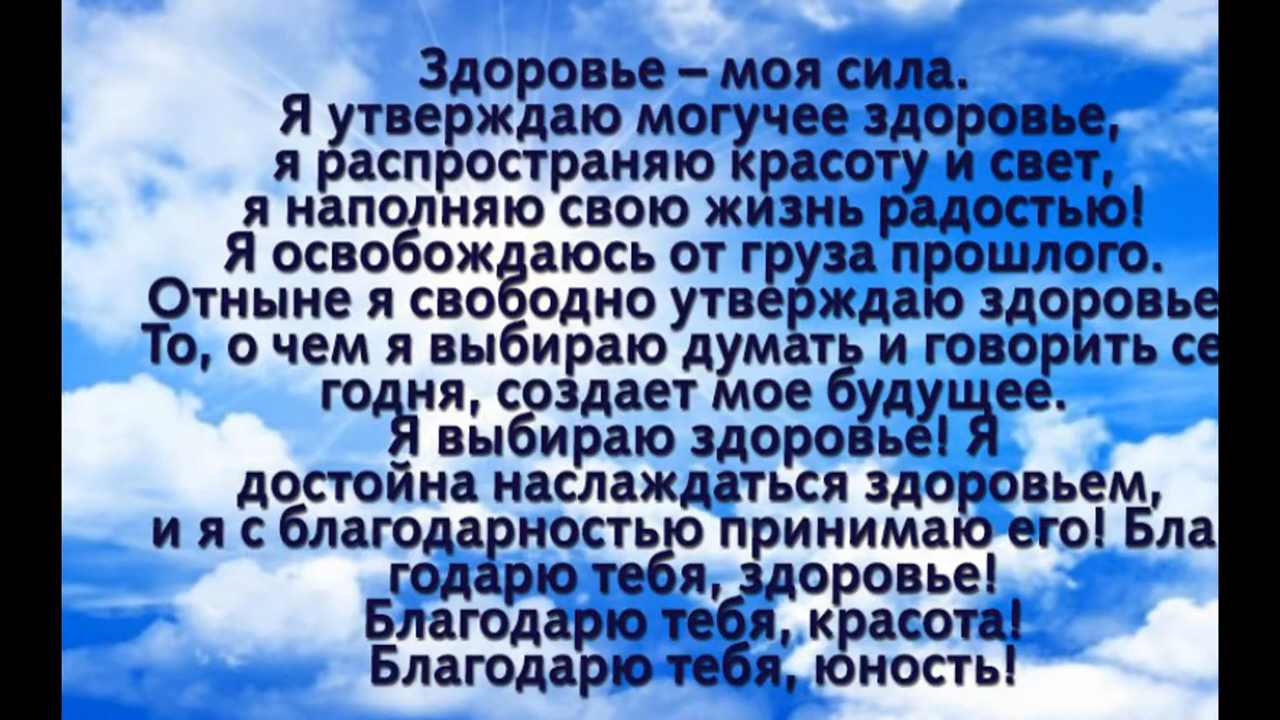 Здоровье – моя сила.
Я утверждаю могучее здоровье,
я распространяю красоту и свет,
я наполняю свою жизнь радостью!
Я освобождаюсь от груза прошлого.
Отныне я свободно утверждаю здоровье
То, о чем я выбираю думать и говорить се
годня, создает мое будущее.
Я выбираю здоровье! Я
достойна наслаждаться здоровьем,
и я с благодарностью принимаю его! Бла
годарю тебя, здоровье!
Благодарю тебя, красота!
Благодарю тебя, юность!